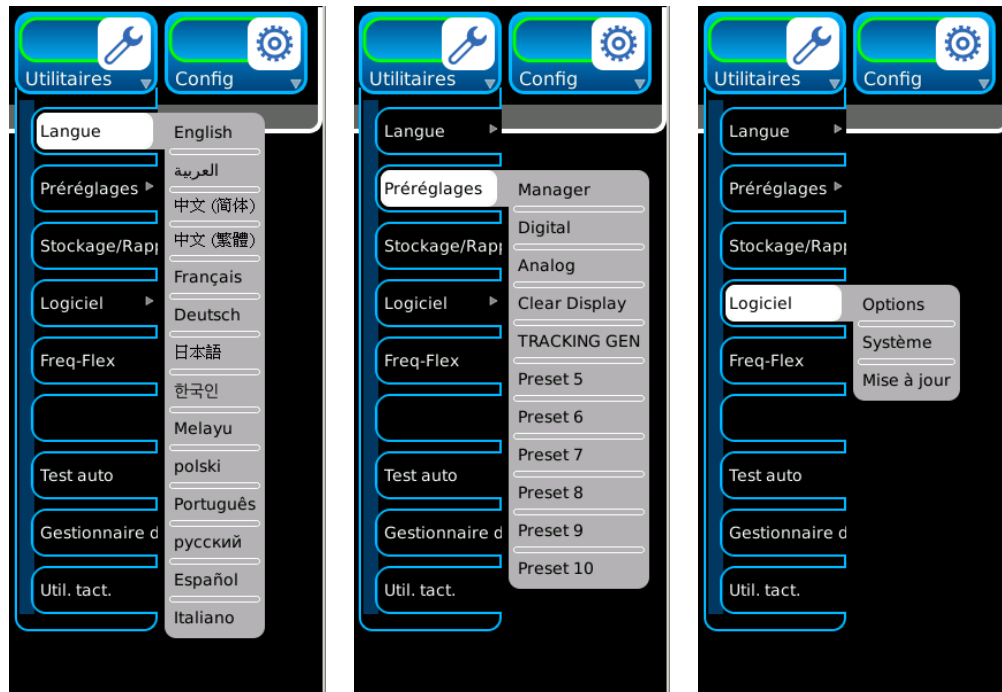 Utilitaires
Config
Langue
Préréglages
Stockage/Rapp
Logiciel
Freq-Flex
Test auto
Gestionnaire d
Util. tact.
English
العربية
中文 (简体)
中文 (繁體)
Français
Deutsch
日本語
한국인
Melayu
polski
Português
русский
Español
Italiano
Utilitaires
Config
Langue
Préréglages
Stockage/Rapp
Logiciel
Freq-Flex
Test auto
Gestionnaire d
Util. tact.
Manager
Digital
Analog
Clear Display
TRACKING GEN
Preset 5
Preset 6
Preset 7
Preset 8
Preset 9
Preset 10
Utilitaires
Config
Langue
Préréglages
Stockage/Rapp
Logiciel
Freq-Flex
Test auto
Gestionnaire d
Util. tact.
Options
Système
Mise à jour